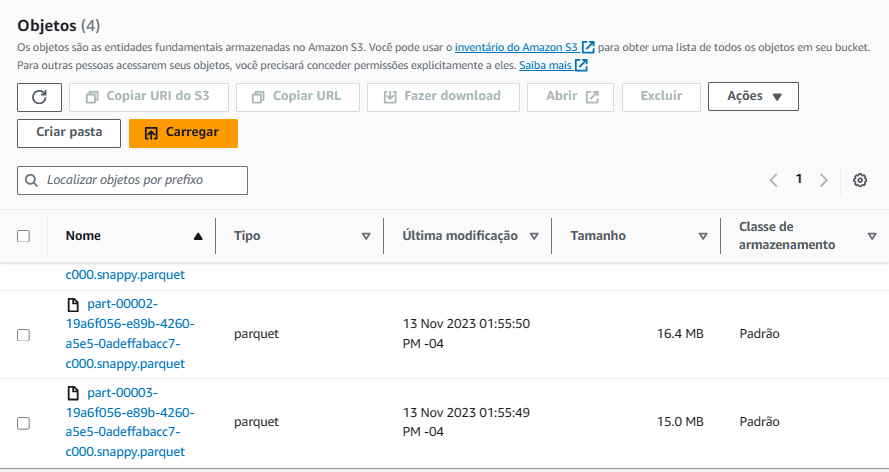 Objetos (4)
Os objetos são as entidades fundamentais armazenadas no Amazon S3. Você pode usar o inventário do Amazon S3 para obter uma lista de todos os objetos em seu bucket.
Para outras pessoas acessarem seus objetos, você precisará conceder permissões explicitamente a eles. Saiba mais
Copiar URI do S3 Copiar URL Fazer download Abrir Excluir Ações
Criar pasta Carregar
Localizar objetos por prefixo 1
Nome Tipo Última modificação Tamanho Classe de
armazenamento
c000.snappy.parquet
part-00002-
19a6f056-e89b-4260-
a5e5-0adeffabacc7-
c000.snappy.parquet
parquet
13 Nov 2023 01:55:50
PM -04
16.4 MB
Padrão
part-00003-
19a6f056-e89b-4260-
a5e5-0adeffabacc7-
c000.snappy.parquet
parquet
13 Nov 2023 01:55:49
PM -04
15.0 MB
Padrão